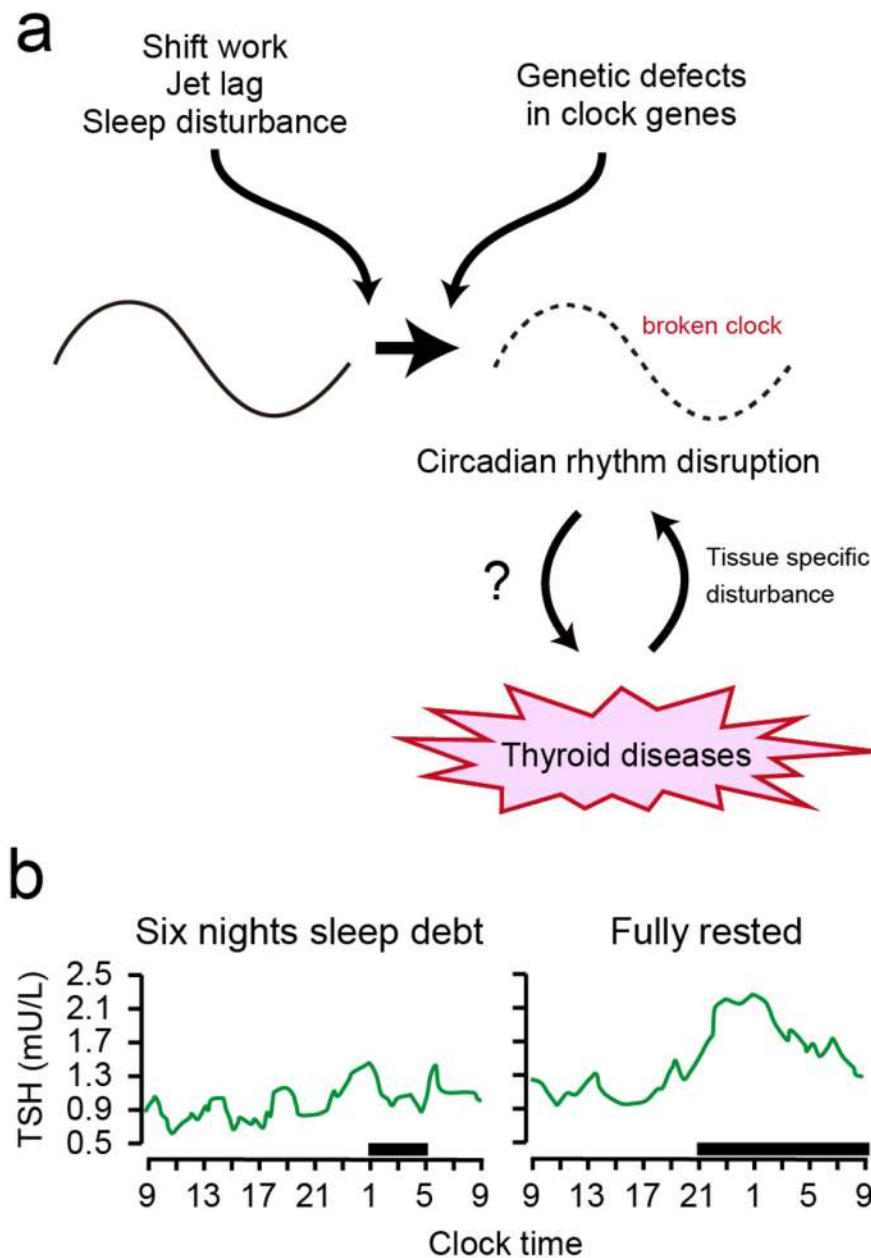 a
Shift work
Jet lag
Sleep disturbance
Genetic defects
in clock genes
broken clock
Circadian rhythm disruption
?
Tissue specific
disturbance
Thyroid diseases
b
Six nights sleep debt
Fully rested
TSH (mU/L)
2.5
2.1
1.7
1.3
0.9
0.5
9 13 17 21 1 5 9
9 13 17 21 1 5 9
Clock time